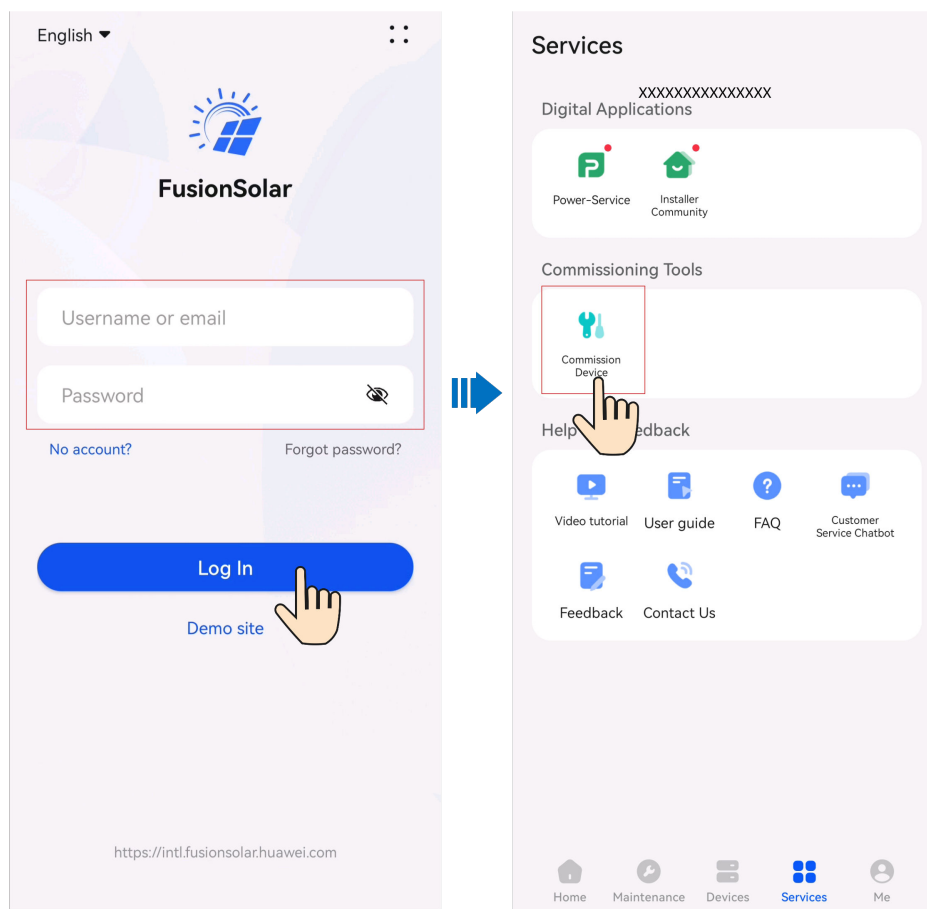 English
FusionSolar
Username or email
Password
No account?
Forgot password?
Log In
Demo site
https://intl.fusionsolar.huawei.com
Services
XXXXXXXXXXXXXXX
Digital Applications
Power-Service
Installer
Community
Commissioning Tools
Commission
Device
Help edback
Video tutorial
User guide
FAQ
Customer
Service Chatbot
Feedback
Contact Us
Home
Maintenance
Devices
Services
Me